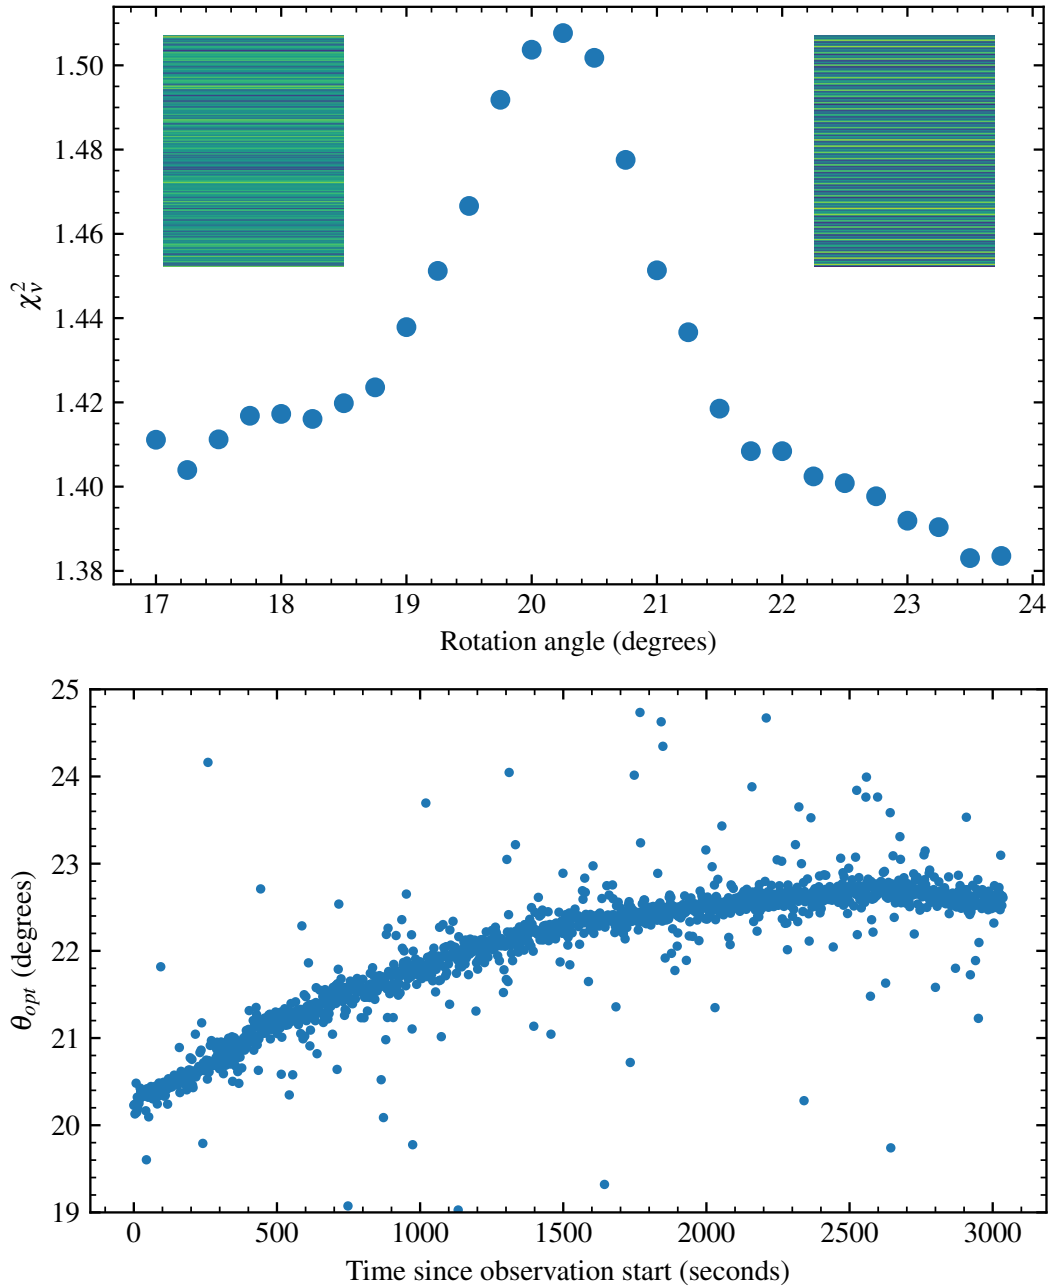 1.50
1.48
1.46
1.44
1.42
1.40
1.38
χ²ᵥ
17 18 19 20 21 22 23 24
Rotation angle (degrees)
25
24
23
22
21
20
19
θopt (degrees)
0 500 1000 1500 2000 2500 3000
Time since observation start (seconds)